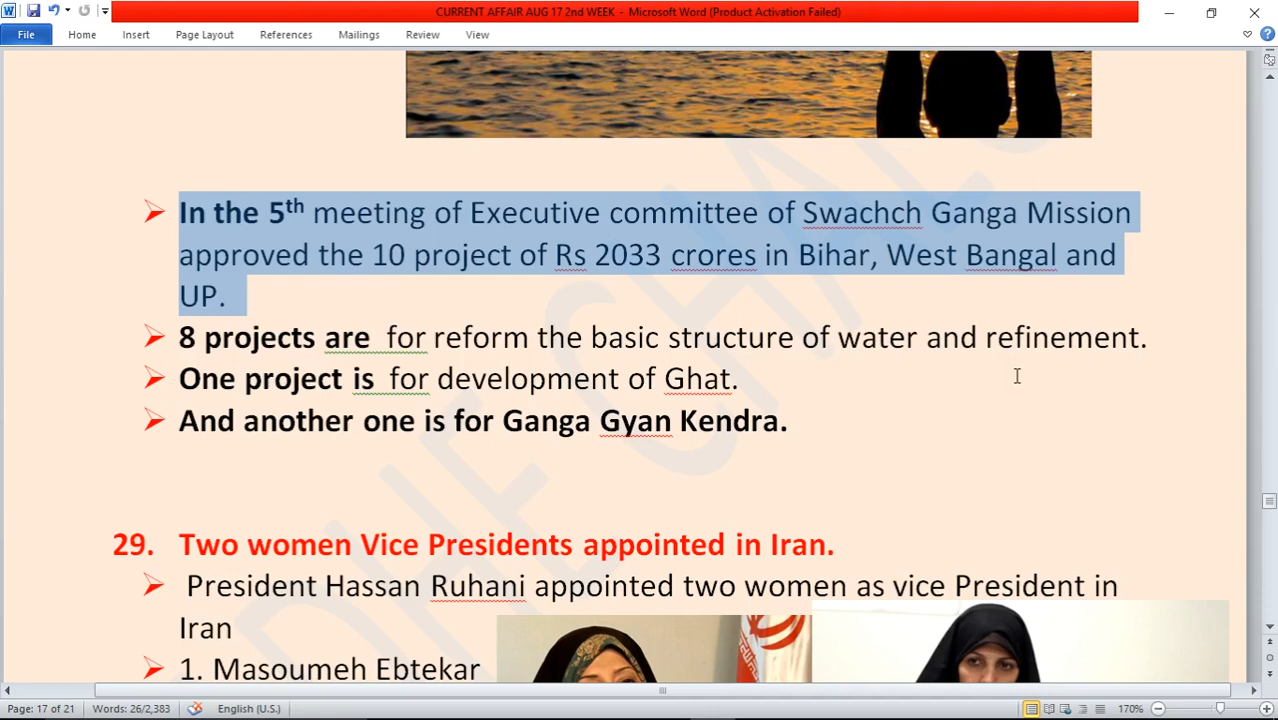 CURRENT AFFAIR AUG 17 2nd WEEK - Microsoft Word (Product Activation Failed)
File Home Insert Page Layout References Mailings Review View
In the 5th meeting of Executive committee of Swachch Ganga Mission
approved the 10 project of Rs 2033 crores in Bihar, West Bangal and
UP.
8 projects are for reform the basic structure of water and refinement.
One project is for development of Ghat.
And another one is for Ganga Gyan Kendra.
29. Two women Vice Presidents appointed in Iran.
President Hassan Ruhani appointed two women as vice President in
Iran
1. Masoumeh Ebtekar
Page: 17 of 21 Words: 26/2,383 English (U.S.) 170%